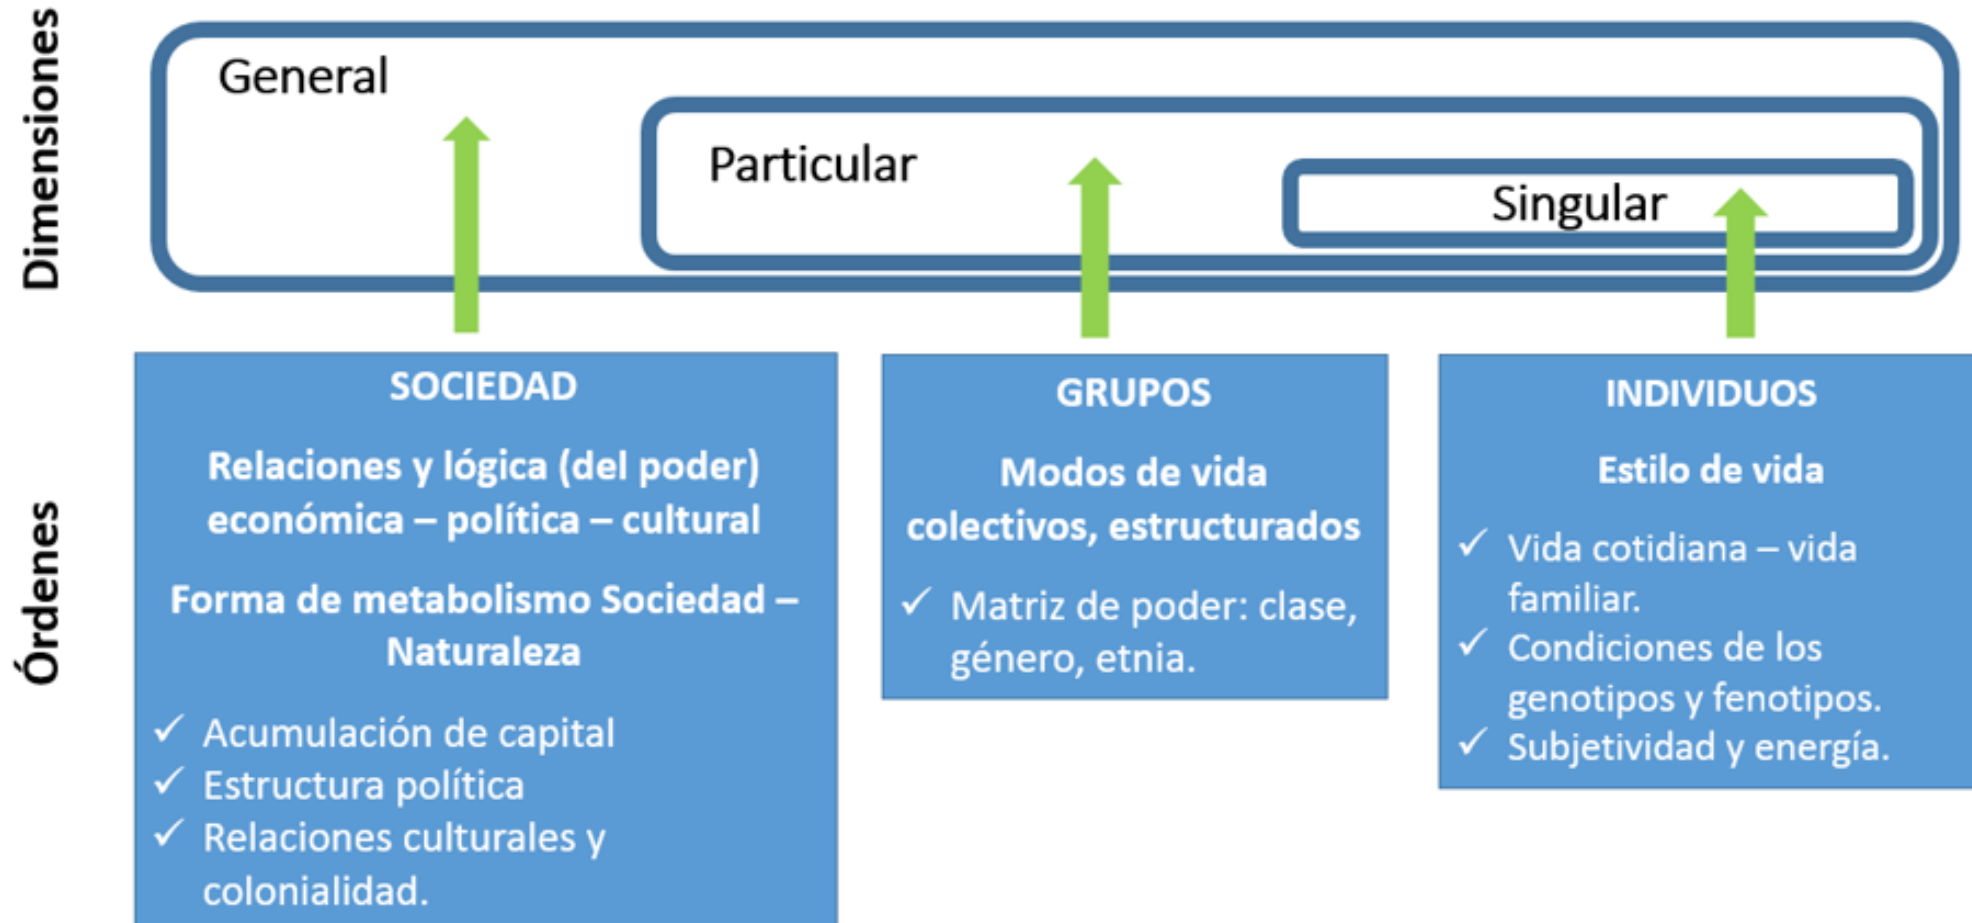 Dimensiones
General
Particular
Singular
Órdenes
SOCIEDAD
Relaciones y lógica (del poder)
económica – política – cultural
Forma de metabolismo Sociedad –
Naturaleza
✓ Acumulación de capital
✓ Estructura política
✓ Relaciones culturales y
colonialidad.
GRUPOS
Modos de vida
colectivos, estructurados
✓ Matriz de poder: clase,
género, etnia.
INDIVIDUOS
Estilo de vida
✓ Vida cotidiana – vida
familiar.
✓ Condiciones de los
genotipos y fenotipos.
✓ Subjetividad y energía.